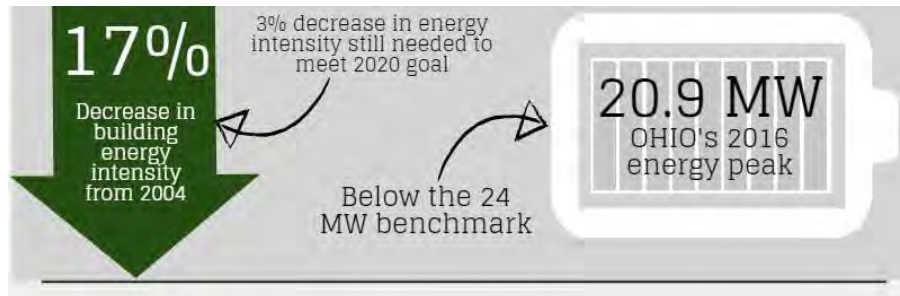 17%
Decrease in
building
energy
intensity
from 2004
3% decrease in energy
intensity still needed to
meet 2020 goal
Below the 24
MW benchmark
20.9 MW
OHIO's 2016
energy peak